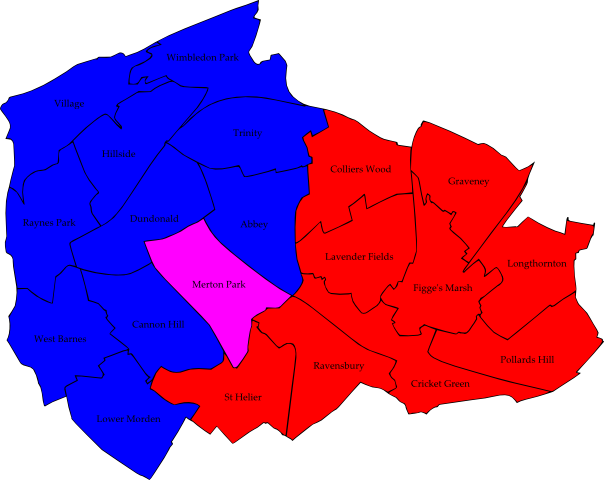 Wimbledon Park
Village
Trinity
Hillside
Colliers Wood
Graveney
Raynes Park
Dundonald
Abbey
Lavender Fields
Longthornton
Merton Park
Figge's Marsh
West Barnes
Cannon Hill
Pollards Hill
Ravensbury
Cricket Green
St Helier
Lower Morden